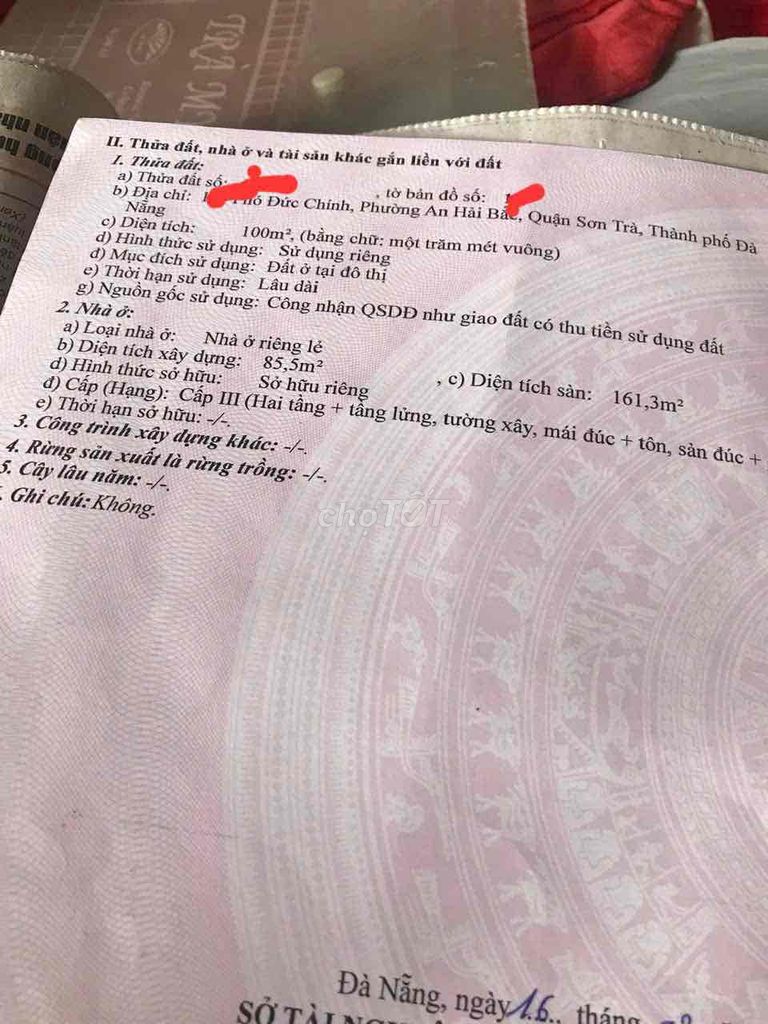 TRÀ
II. Thửa đất, nhà ở và tài sản khác gắn liền với đất
1. Thửa đất:
a) Thửa đất số: , tờ bản đồ số: 1
b) Địa chỉ: Phó Đức Chính, Phường An Hải Bắc, Quận Sơn Trà, Thành phố Đà
Nẵng
c) Diện tích: 100m², (bằng chữ: một trăm mét vuông)
d) Hình thức sử dụng: Sử dụng riêng
đ) Mục đích sử dụng: Đất ở tại đô thị
e) Thời hạn sử dụng: Lâu dài
g) Nguồn gốc sử dụng: Công nhận QSDĐ như giao đất có thu tiền sử dụng đất
2. Nhà ở:
a) Loại nhà ở: Nhà ở riêng lẻ
b) Diện tích xây dựng: 85,5m² , c) Diện tích sàn: 161,3m²
d) Hình thức sở hữu: Sở hữu riêng
đ) Cấp (Hạng): Cấp III (Hai tầng + tầng lửng, tường xây, mái đúc + tôn, sàn đúc +
e) Thời hạn sở hữu: -/-.
3. Công trình xây dựng khác: -/-.
4. Rừng sản xuất là rừng trồng: -/-.
5. Cây lâu năm: -/-.
. Ghi chú: Không.
chợTỐT
Đà Nẵng, ngày 16 tháng
SỞ TÀI